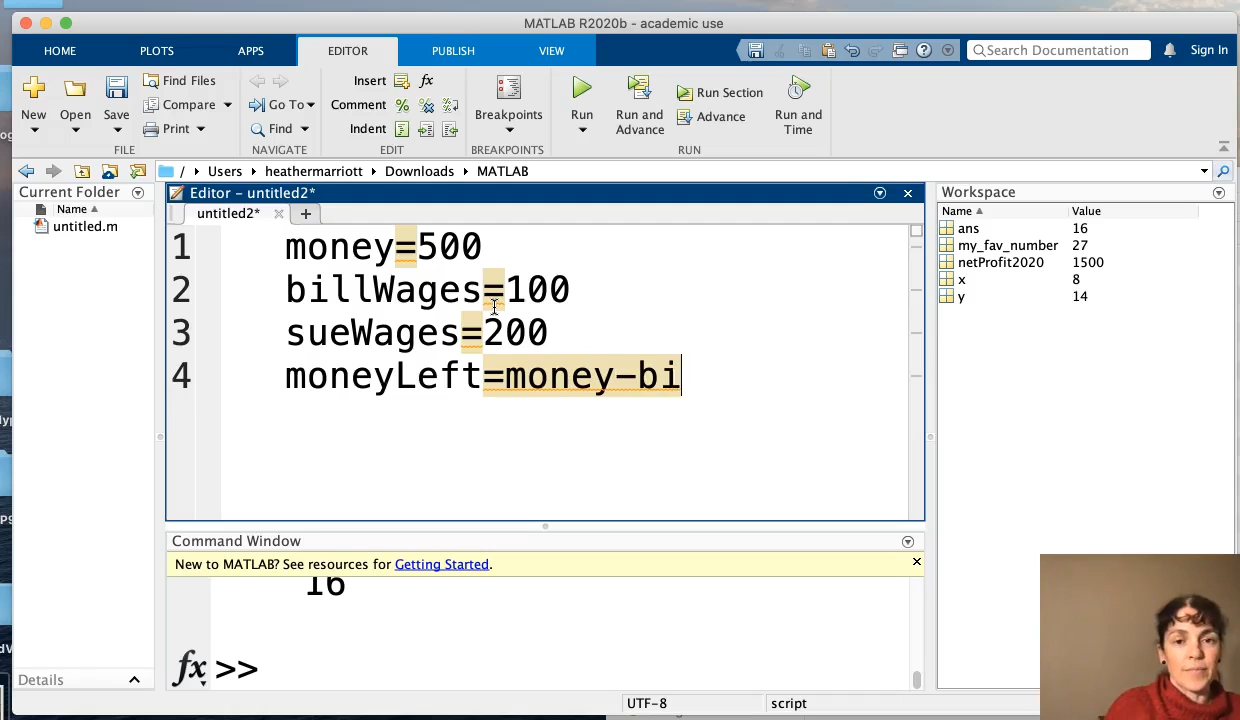 MATLAB R2020b - academic use
HOME PLOTS APPS EDITOR PUBLISH VIEW Search Documentation Sign In
New Open Save Find Files Compare Print
Go To Find
Insert fx
Comment
Indent
Breakpoints Run Run and Advance Run Section Advance Run and Time
FILE NAVIGATE EDIT BREAKPOINTS RUN
/ Users heathermarriott Downloads MATLAB
Current Folder
Name
untitled.m
Details
Editor - untitled2*
untitled2* +
1 money=500
2 billWages=100
3 sueWages=200
4 moneyLeft=money-bi
Command Window
New to MATLAB? See resources for Getting Started.
16
fx >>
Workspace
Name Value
ans 16
my_fav_number 27
netProfit2020 1500
x 8
y 14
UTF-8 script